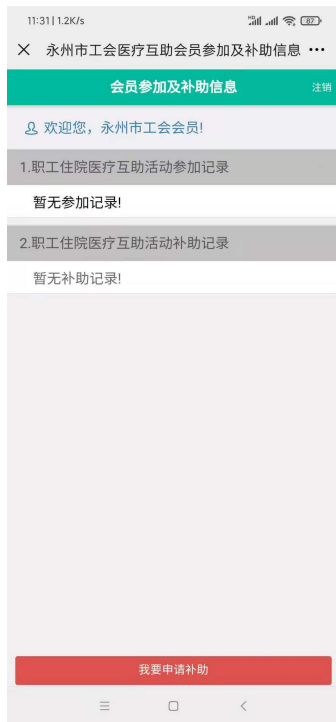 11:31 | 1.2K/s
HD
87
永州市工会医疗互助会员参加及补助信息
会员参加及补助信息
注销
欢迎您，永州市工会会员!
1.职工住院医疗互助活动参加记录
暂无参加记录!
2.职工住院医疗互助活动补助记录
暂无补助记录!
我要申请补助